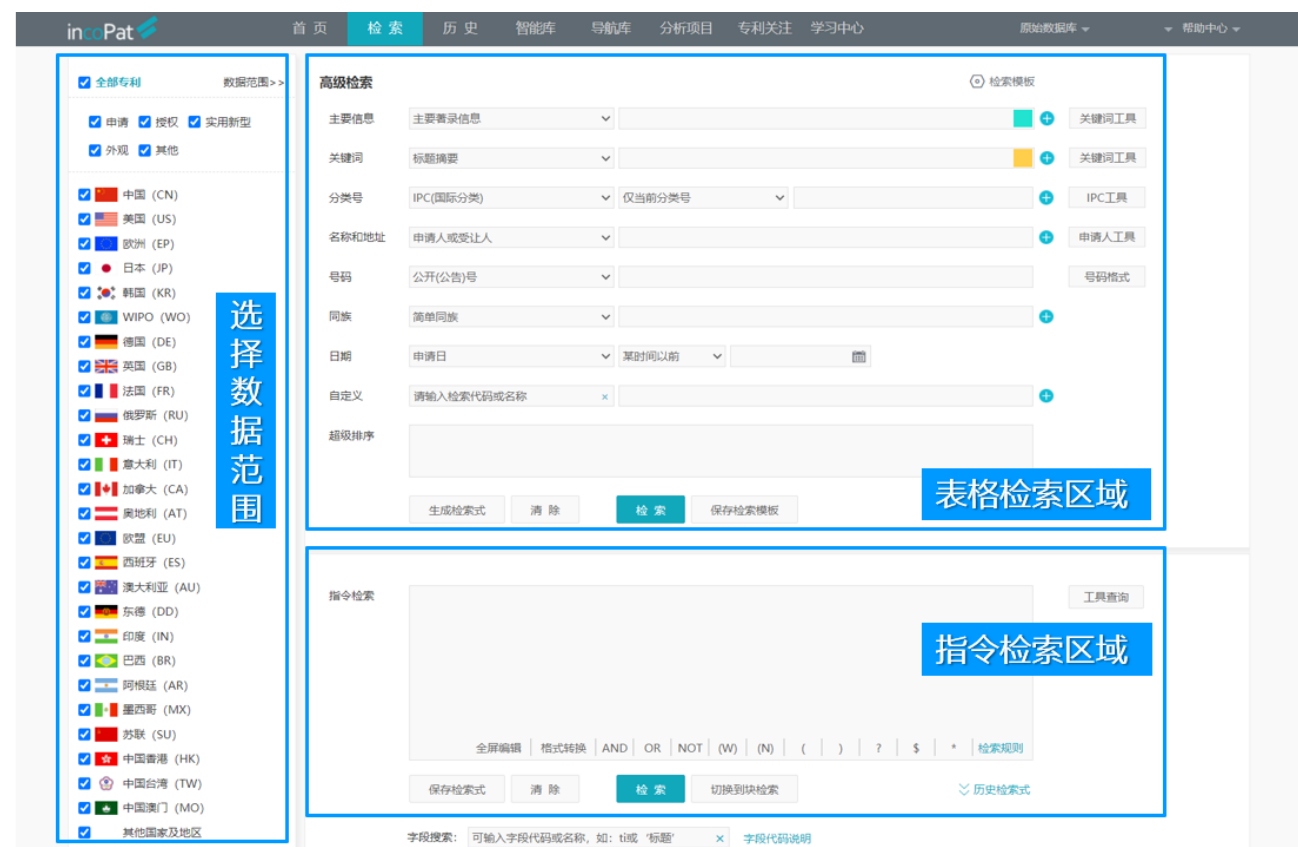 incoPat
首 页 检 索 历 史 智能库 导航库 分析项目 专利关注 学习中心 原始数据库 帮助中心
全部专利 数据范围>>
申请 授权 实用新型
外观 其他
中国 (CN)
美国 (US)
欧洲 (EP)
日本 (JP)
韩国 (KR)
WIPO (WO)
德国 (DE)
英国 (GB)
法国 (FR)
俄罗斯 (RU)
瑞士 (CH)
意大利 (IT)
加拿大 (CA)
奥地利 (AT)
欧盟 (EU)
西班牙 (ES)
澳大利亚 (AU)
东德 (DD)
印度 (IN)
巴西 (BR)
阿根廷 (AR)
墨西哥 (MX)
苏联 (SU)
中国香港 (HK)
中国台湾 (TW)
中国澳门 (MO)
其他国家及地区
选择数据范围
高级检索 检索模板
主要信息 主要著录信息 关键词工具
关键词 标题摘要 关键词工具
分类号 IPC(国际分类) 仅当前分类号 IPC工具
名称和地址 申请人或受让人 申请人工具
号码 公开(公告)号 号码格式
同族 简单同族
日期 申请日 某时间以前
自定义 请输入检索代码或名称 ×
超级排序
表格检索区域
生成检索式 清 除 检 索 保存检索模板
指令检索 工具查询
指令检索区域
全屏编辑 格式转换 AND OR NOT (W) (N) ( ) ? $ * 检索规则
保存检索式 清 除 检 索 切换到块检索 历史检索式
字段搜索: 可输入字段代码或名称, 如: ti或 '标题' × 字段代码说明